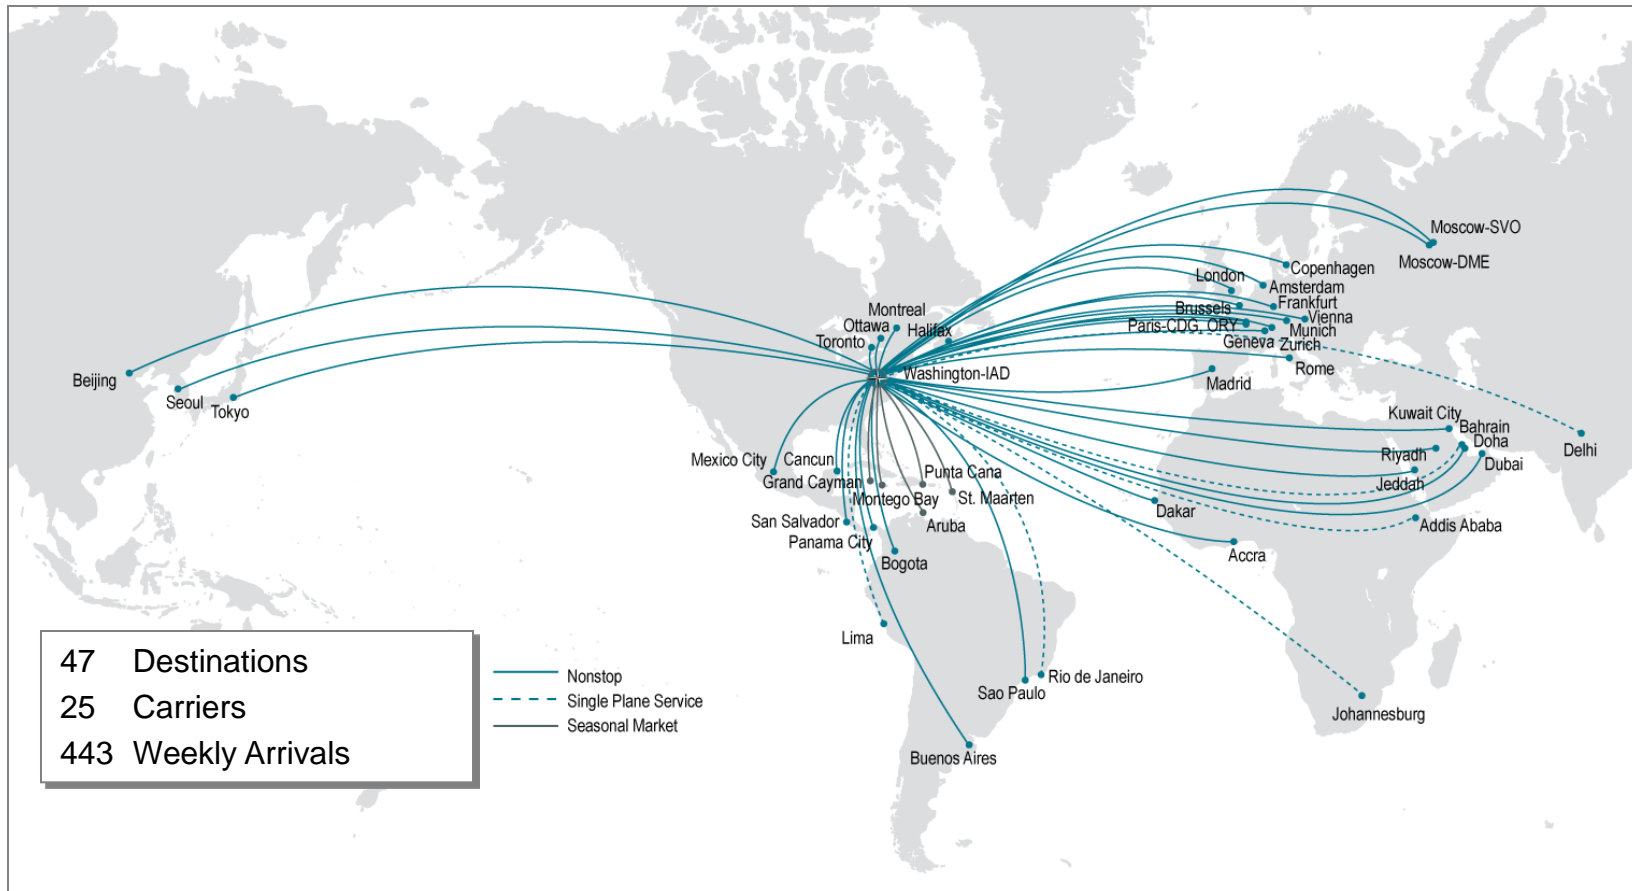 Moscow-SVO
Moscow-DME
Copenhagen
London
Amsterdam
Frankfurt
Brussels
Vienna
Montreal
Ottawa
Halifax
Paris-CDG, ORY
Munich
Toronto
Geneva
Zurich
Rome
Washington-IAD
Madrid
Beijing
Seoul
Tokyo
Kuwait City
Bahrain
Doha
Delhi
Riyadh
Dubai
Jeddah
Mexico City
Cancun
Punta Cana
Grand Cayman
Montego Bay
St. Maarten
Dakar
San Salvador
Aruba
Addis Ababa
Panama City
Bogota
Accra
Lima
Rio de Janeiro
Sao Paulo
Johannesburg
Buenos Aires
47 Destinations
25 Carriers
443 Weekly Arrivals
Nonstop
Single Plane Service
Seasonal Market